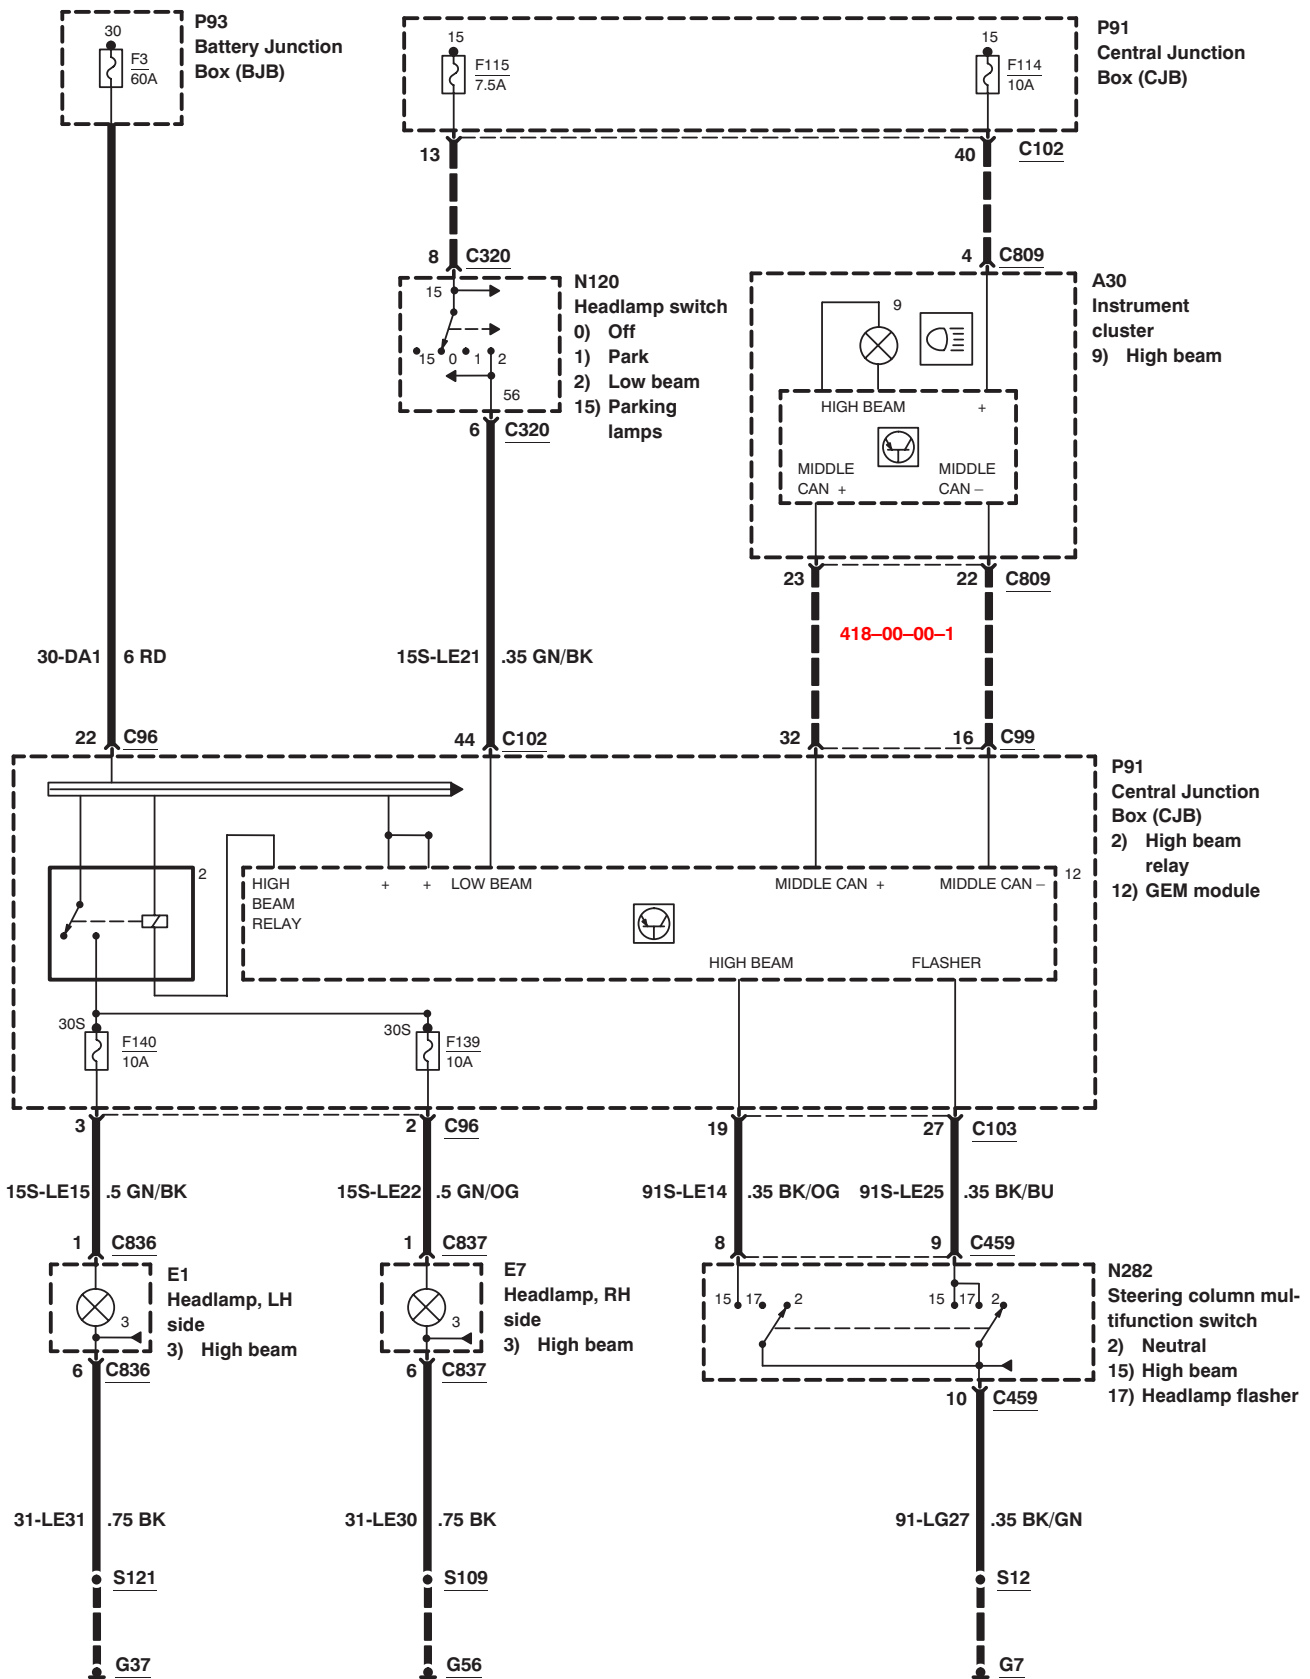 30
F3
60A
P93
Battery Junction
Box (BJB)
15
F115
7.5A
15
F114
10A
P91
Central Junction
Box (CJB)
13
40
C102
8
C320
4
C809
15
15
0
1
2
56
N120
Headlamp switch
0) Off
1) Park
2) Low beam
15) Parking
lamps
9
HIGH BEAM
+
MIDDLE
CAN +
MIDDLE
CAN –
A30
Instrument
cluster
9) High beam
6
C320
23
22
C809
418–00–00–1
30-DA1
6 RD
15S-LE21
.35 GN/BK
22
C96
44
C102
32
16
C99
P91
Central Junction
Box (CJB)
2) High beam
relay
12) GEM module
2
HIGH
BEAM
RELAY
+
+
LOW BEAM
MIDDLE CAN +
MIDDLE CAN –
12
HIGH BEAM
FLASHER
30S
F140
10A
30S
F139
10A
3
2
C96
19
27
C103
15S-LE15
.5 GN/BK
15S-LE22
.5 GN/OG
91S-LE14
.35 BK/OG
91S-LE25
.35 BK/BU
1
C836
1
C837
8
9
C459
3
E1
Headlamp, LH
side
3) High beam
3
E7
Headlamp, RH
side
3) High beam
15
17
2
15
17
2
N282
Steering column mul-
tifunction switch
2) Neutral
15) High beam
17) Headlamp flasher
6
C836
6
C837
10
C459
31-LE31
.75 BK
31-LE30
.75 BK
91-LG27
.35 BK/GN
S121
S109
S12
G37
G56
G7